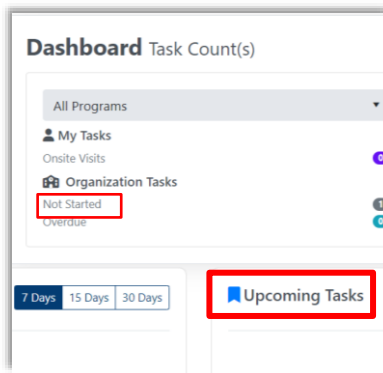 Dashboard Task Count(s)
All Programs
My Tasks
Onsite Visits 0
Organization Tasks
Not Started 1
Overdue 0
7 Days 15 Days 30 Days
Upcoming Tasks